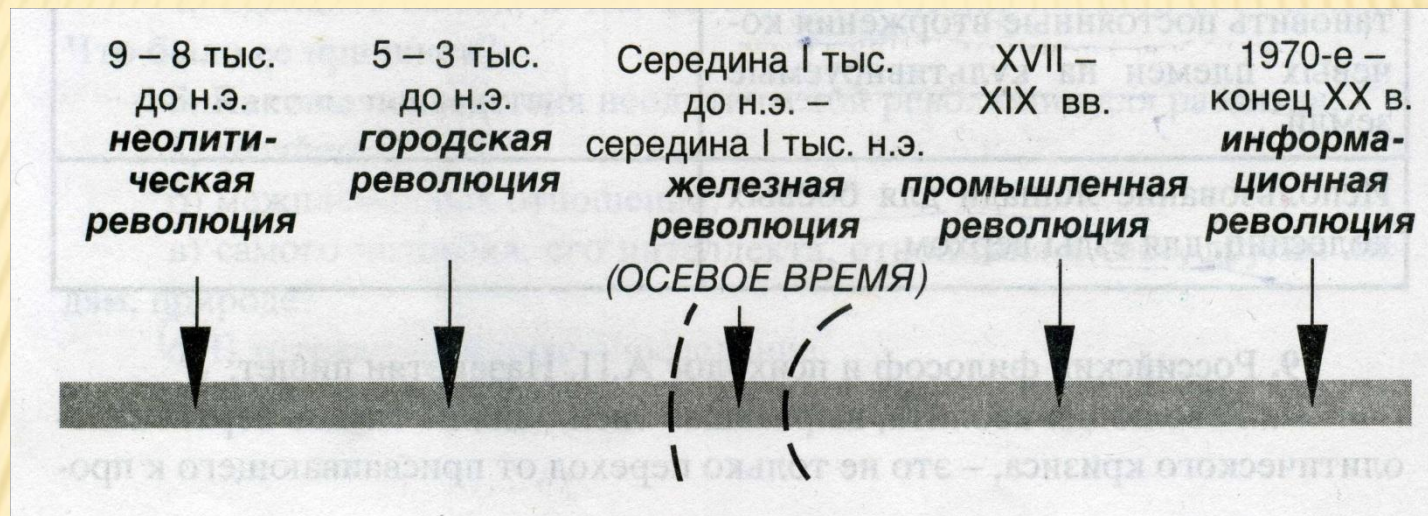 9 – 8 тыс.
до н.э.
неолити-
ческая
революция
5 – 3 тыс.
до н.э.
городская
революция
Середина I тыс.
до н.э. –
середина I тыс. н.э.
железная
революция
(ОСЕВОЕ ВРЕМЯ)
XVII –
XIX вв.
промышленная
революция
1970-е –
конец XX в.
информа-
ционная
революция